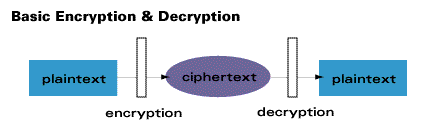 Basic Encryption & Decryption
plaintext
ciphertext
plaintext
encryption
decryption